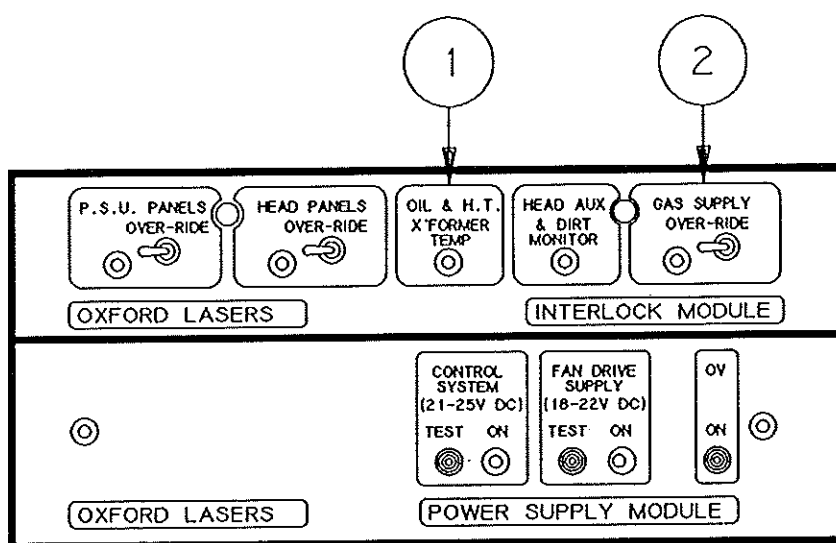 1
2
P.S.U. PANELS
OVER-RIDE
HEAD PANELS
OVER-RIDE
OIL & H.T.
X'FORMER
TEMP
HEAD AUX
& DIRT
MONITOR
GAS SUPPLY
OVER-RIDE
OXFORD LASERS
INTERLOCK MODULE
CONTROL
SYSTEM
(21-25V DC)
TEST ON
FAN DRIVE
SUPPLY
(18-22V DC)
TEST ON
OV
ON
OXFORD LASERS
POWER SUPPLY MODULE